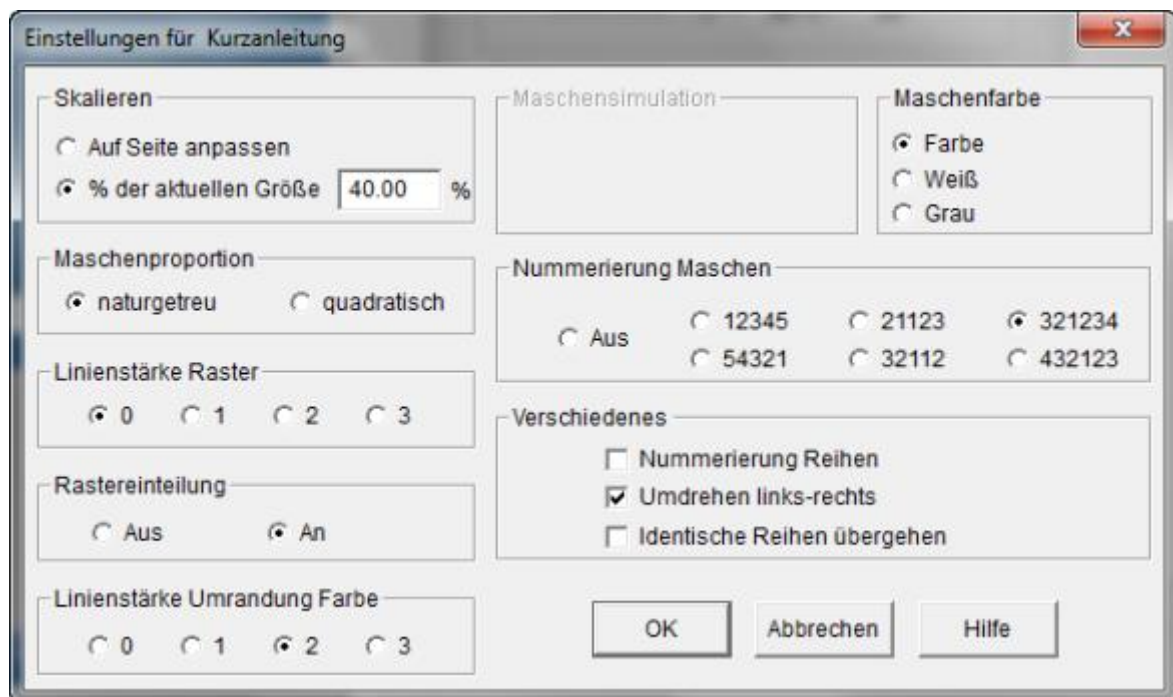 Einstellungen für Kurzanleitung
x
Skalieren
Auf Seite anpassen
% der aktuellen Größe 40.00 %
Maschenproportion
naturgetreu quadratisch
Linienstärke Raster
0 1 2 3
Rastereinteilung
Aus An
Linienstärke Umrandung Farbe
0 1 2 3
Maschensimulation
Maschenfarbe
Farbe
Weiß
Grau
Nummerierung Maschen
Aus
12345 21123 321234
54321 32112 432123
Verschiedenes
Nummerierung Reihen
Umdrehen links-rechts
Identische Reihen übergehen
OK Abbrechen Hilfe